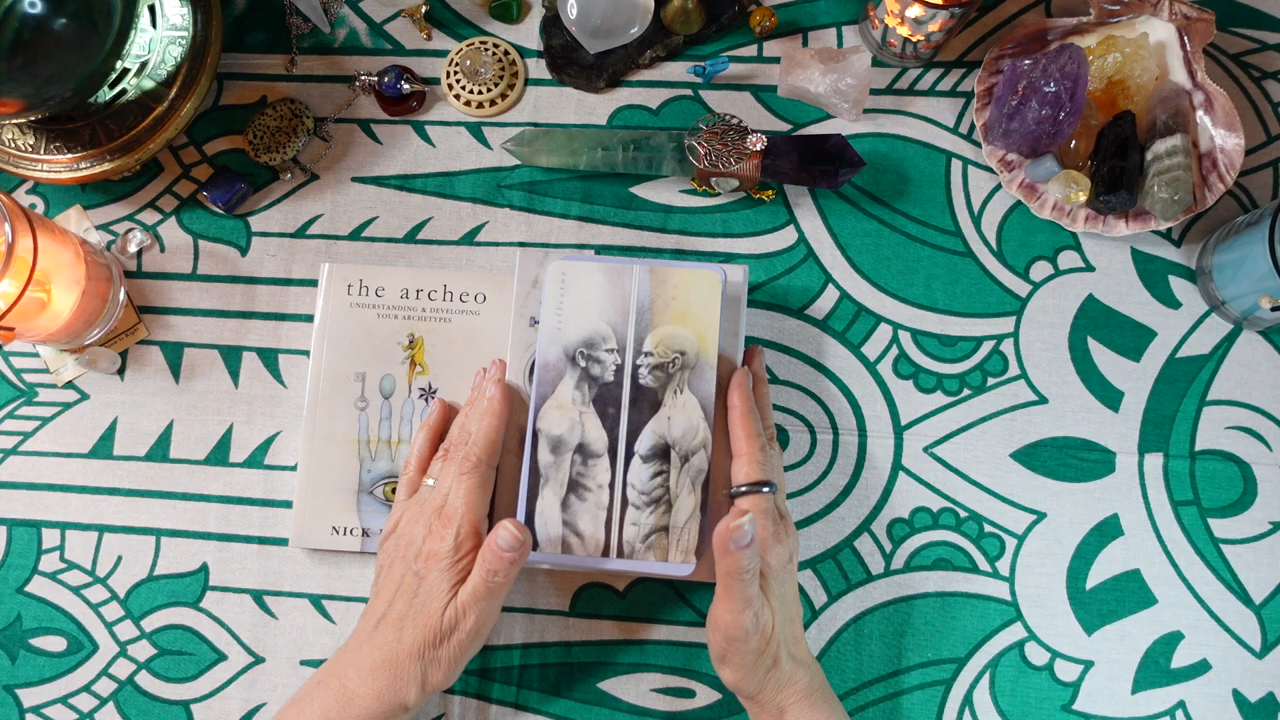 the archeo
UNDERSTANDING & DEVELOPING
YOUR ARCHETYPES
NICK